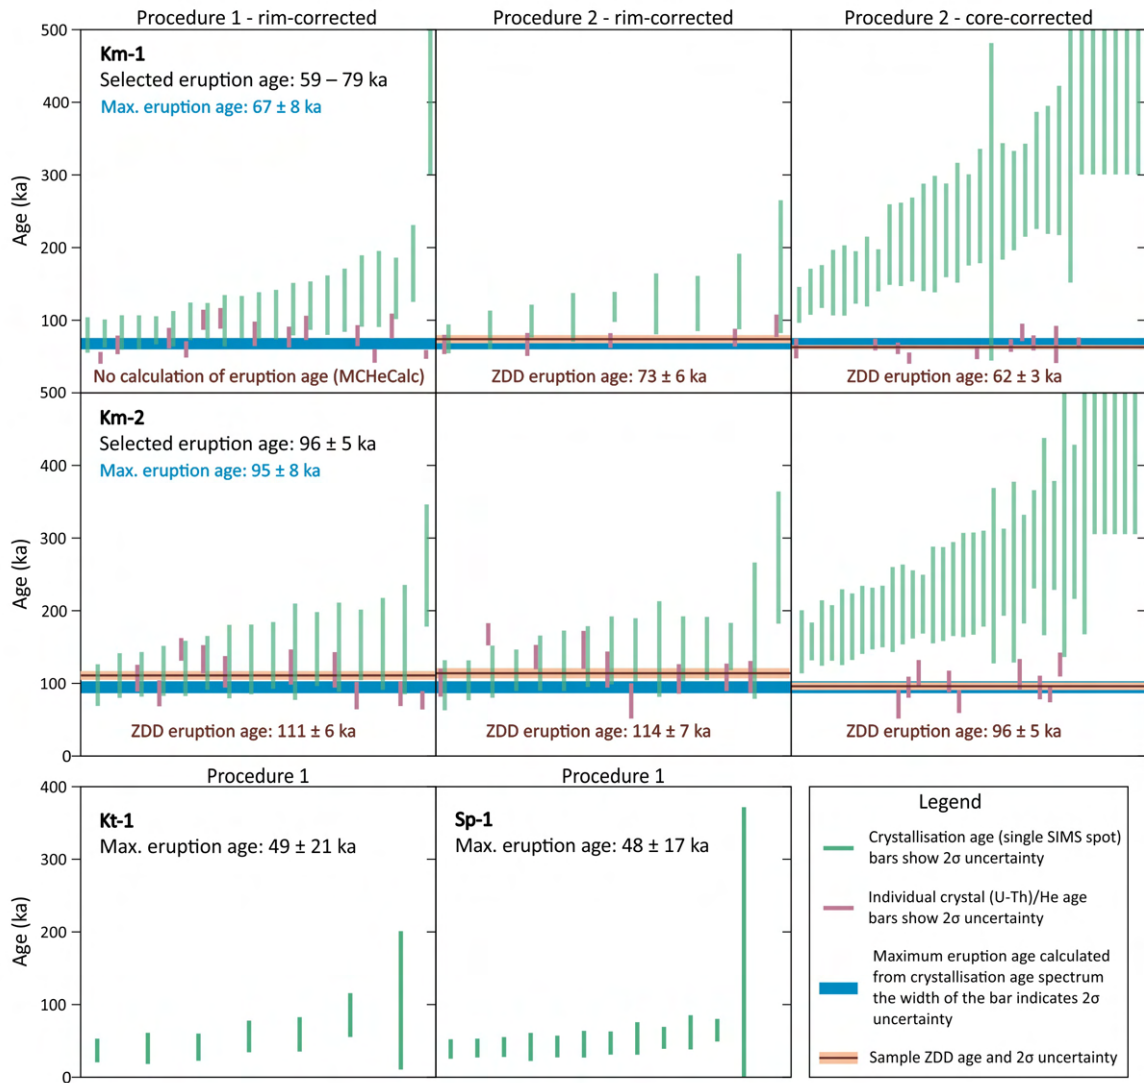 Procedure 1 - rim-corrected
Procedure 2 - rim-corrected
Procedure 2 - core-corrected
500
400
300
200
100
0
Age (ka)
Km-1
Selected eruption age: 59 – 79 ka
Max. eruption age: 67 ± 8 ka
No calculation of eruption age (MCHeCalc)
ZDD eruption age: 73 ± 6 ka
ZDD eruption age: 62 ± 3 ka
500
400
300
200
100
0
Age (ka)
Km-2
Selected eruption age: 96 ± 5 ka
Max. eruption age: 95 ± 8 ka
ZDD eruption age: 111 ± 6 ka
ZDD eruption age: 114 ± 7 ka
ZDD eruption age: 96 ± 5 ka
Procedure 1
Procedure 1
400
300
200
100
0
Age (ka)
Kt-1
Max. eruption age: 49 ± 21 ka
Sp-1
Max. eruption age: 48 ± 17 ka
Legend
Crystallisation age (single SIMS spot)
bars show 2σ uncertainty
Individual crystal (U-Th)/He age
bars show 2σ uncertainty
Maximum eruption age calculated
from crystallisation age spectrum
the width of the bar indicates 2σ
uncertainty
Sample ZDD age and 2σ uncertainty